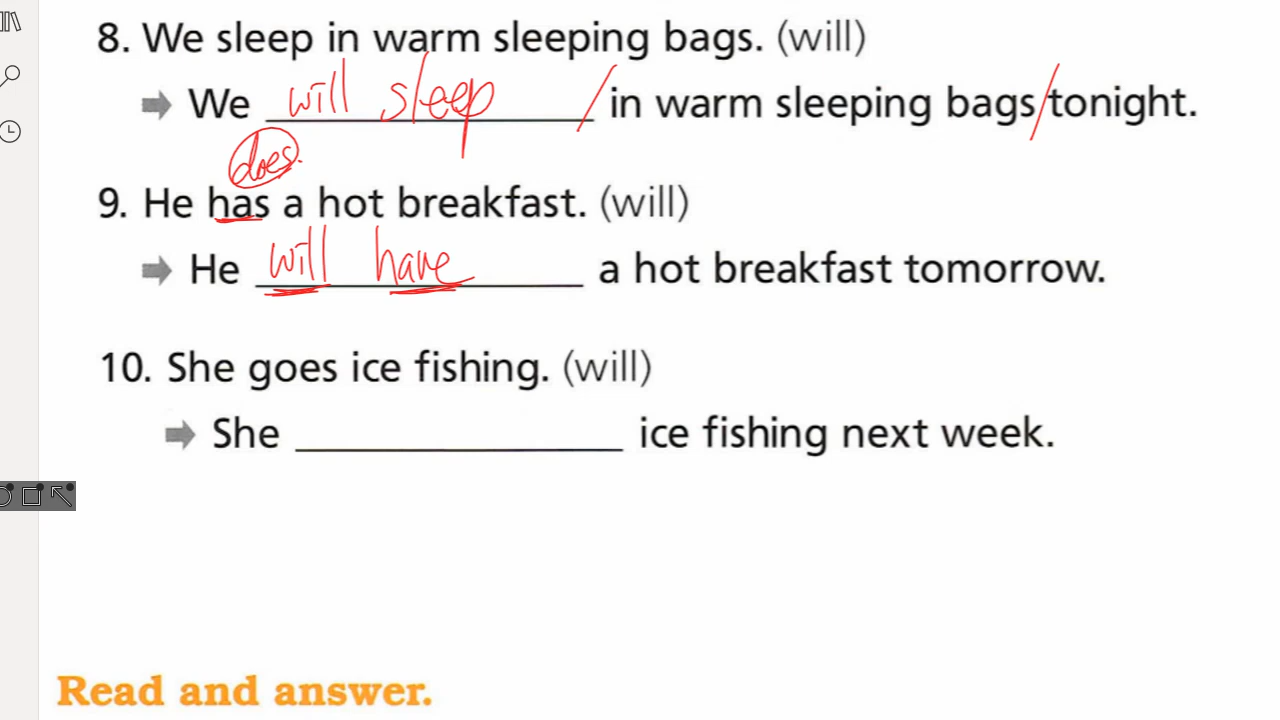 8. We sleep in warm sleeping bags. (will)
➡ We will sleep / in warm sleeping bags/tonight.
does.
9. He has a hot breakfast. (will)
➡ He will have a hot breakfast tomorrow.
10. She goes ice fishing. (will)
➡ She ____________ ice fishing next week.
Read and answer.